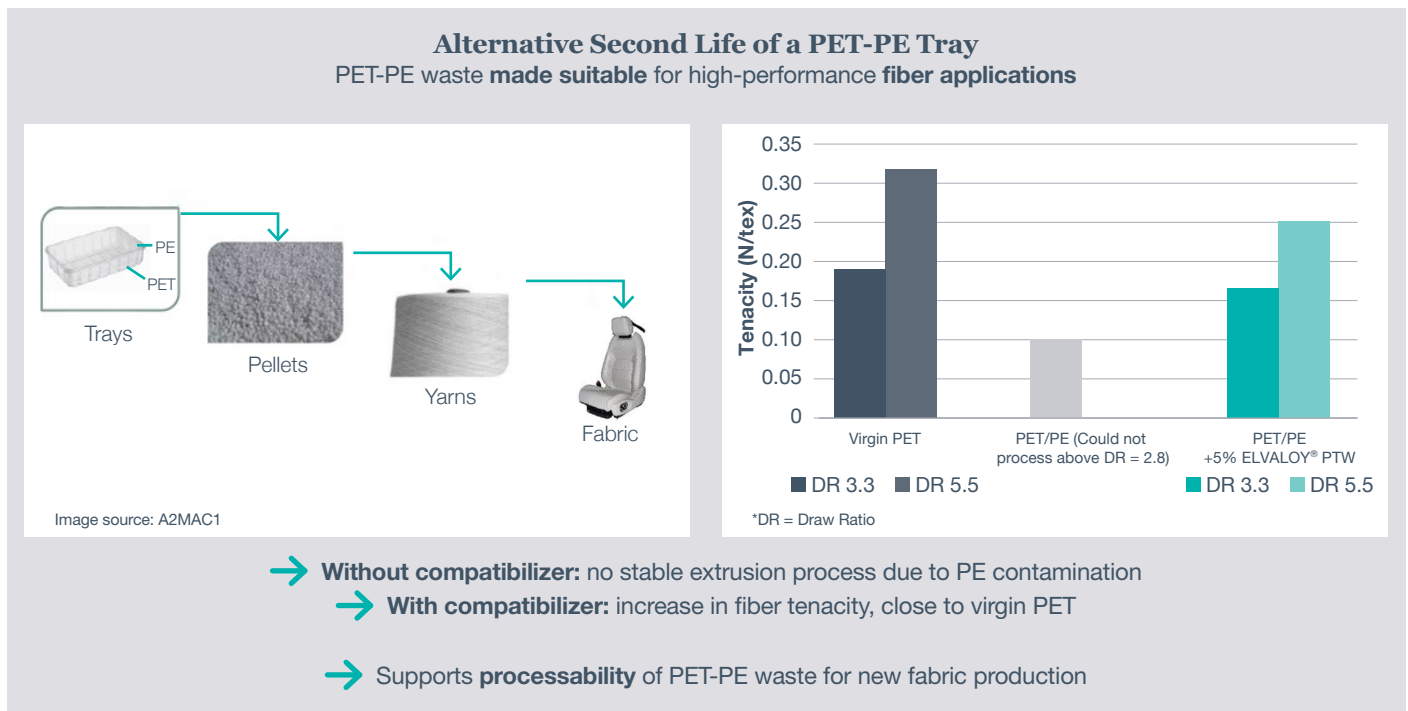 Alternative Second Life of a PET-PE Tray
PET-PE waste made suitable for high-performance fiber applications
PE
PET
Trays
Pellets
Yarns
Fabric
Image source: A2MAC1
Tenacity (N/tex)
0.35
0.30
0.25
0.20
0.15
0.10
0.05
0
Virgin PET
PET/PE (Could not
process above DR = 2.8)
PET/PE
+5% ELVALOY® PTW
DR 3.3
DR 5.5
DR 3.3
DR 5.5
*DR = Draw Ratio
Without compatibilizer: no stable extrusion process due to PE contamination
With compatibilizer: increase in fiber tenacity, close to virgin PET
Supports processability of PET-PE waste for new fabric production